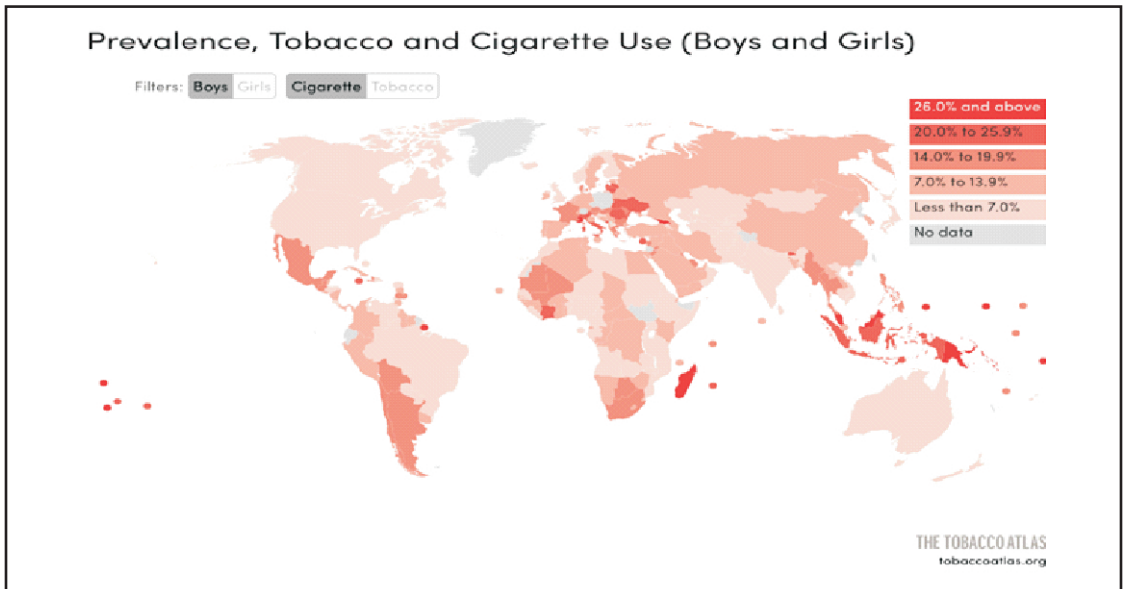 Prevalence, Tobacco and Cigarette Use (Boys and Girls)
Filters: Boys Girls Cigarette Tobacco
26.0% and above
20.0% to 25.9%
14.0% to 19.9%
7.0% to 13.9%
Less than 7.0%
No data
THE TOBACCO ATLAS
tobaccoatlas.org